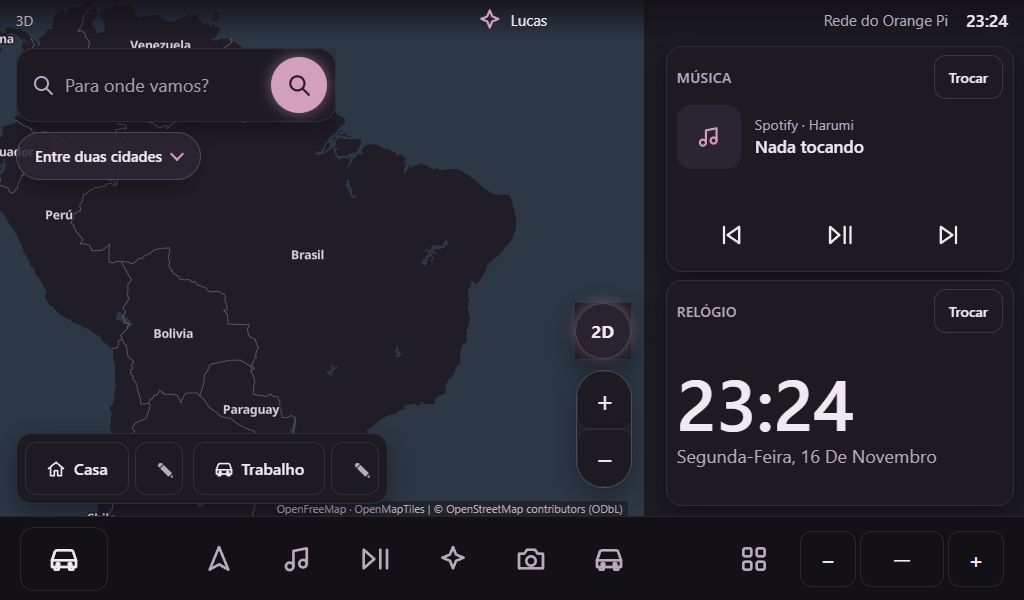 3D
Lucas
Rede do Orange Pi 23:24
Venezuela
Para onde vamos?
Entre duas cidades
Perú
Brasil
Bolivia
Paraguay
2D
+
−
Casa
Trabalho
OpenFreeMap · OpenMapTiles | © OpenStreetMap contributors (ODbL)
MÚSICA
Trocar
Spotify · Harumi
Nada tocando
RELÓGIO
Trocar
23:24
Segunda-Feira, 16 De Novembro
−
—
+